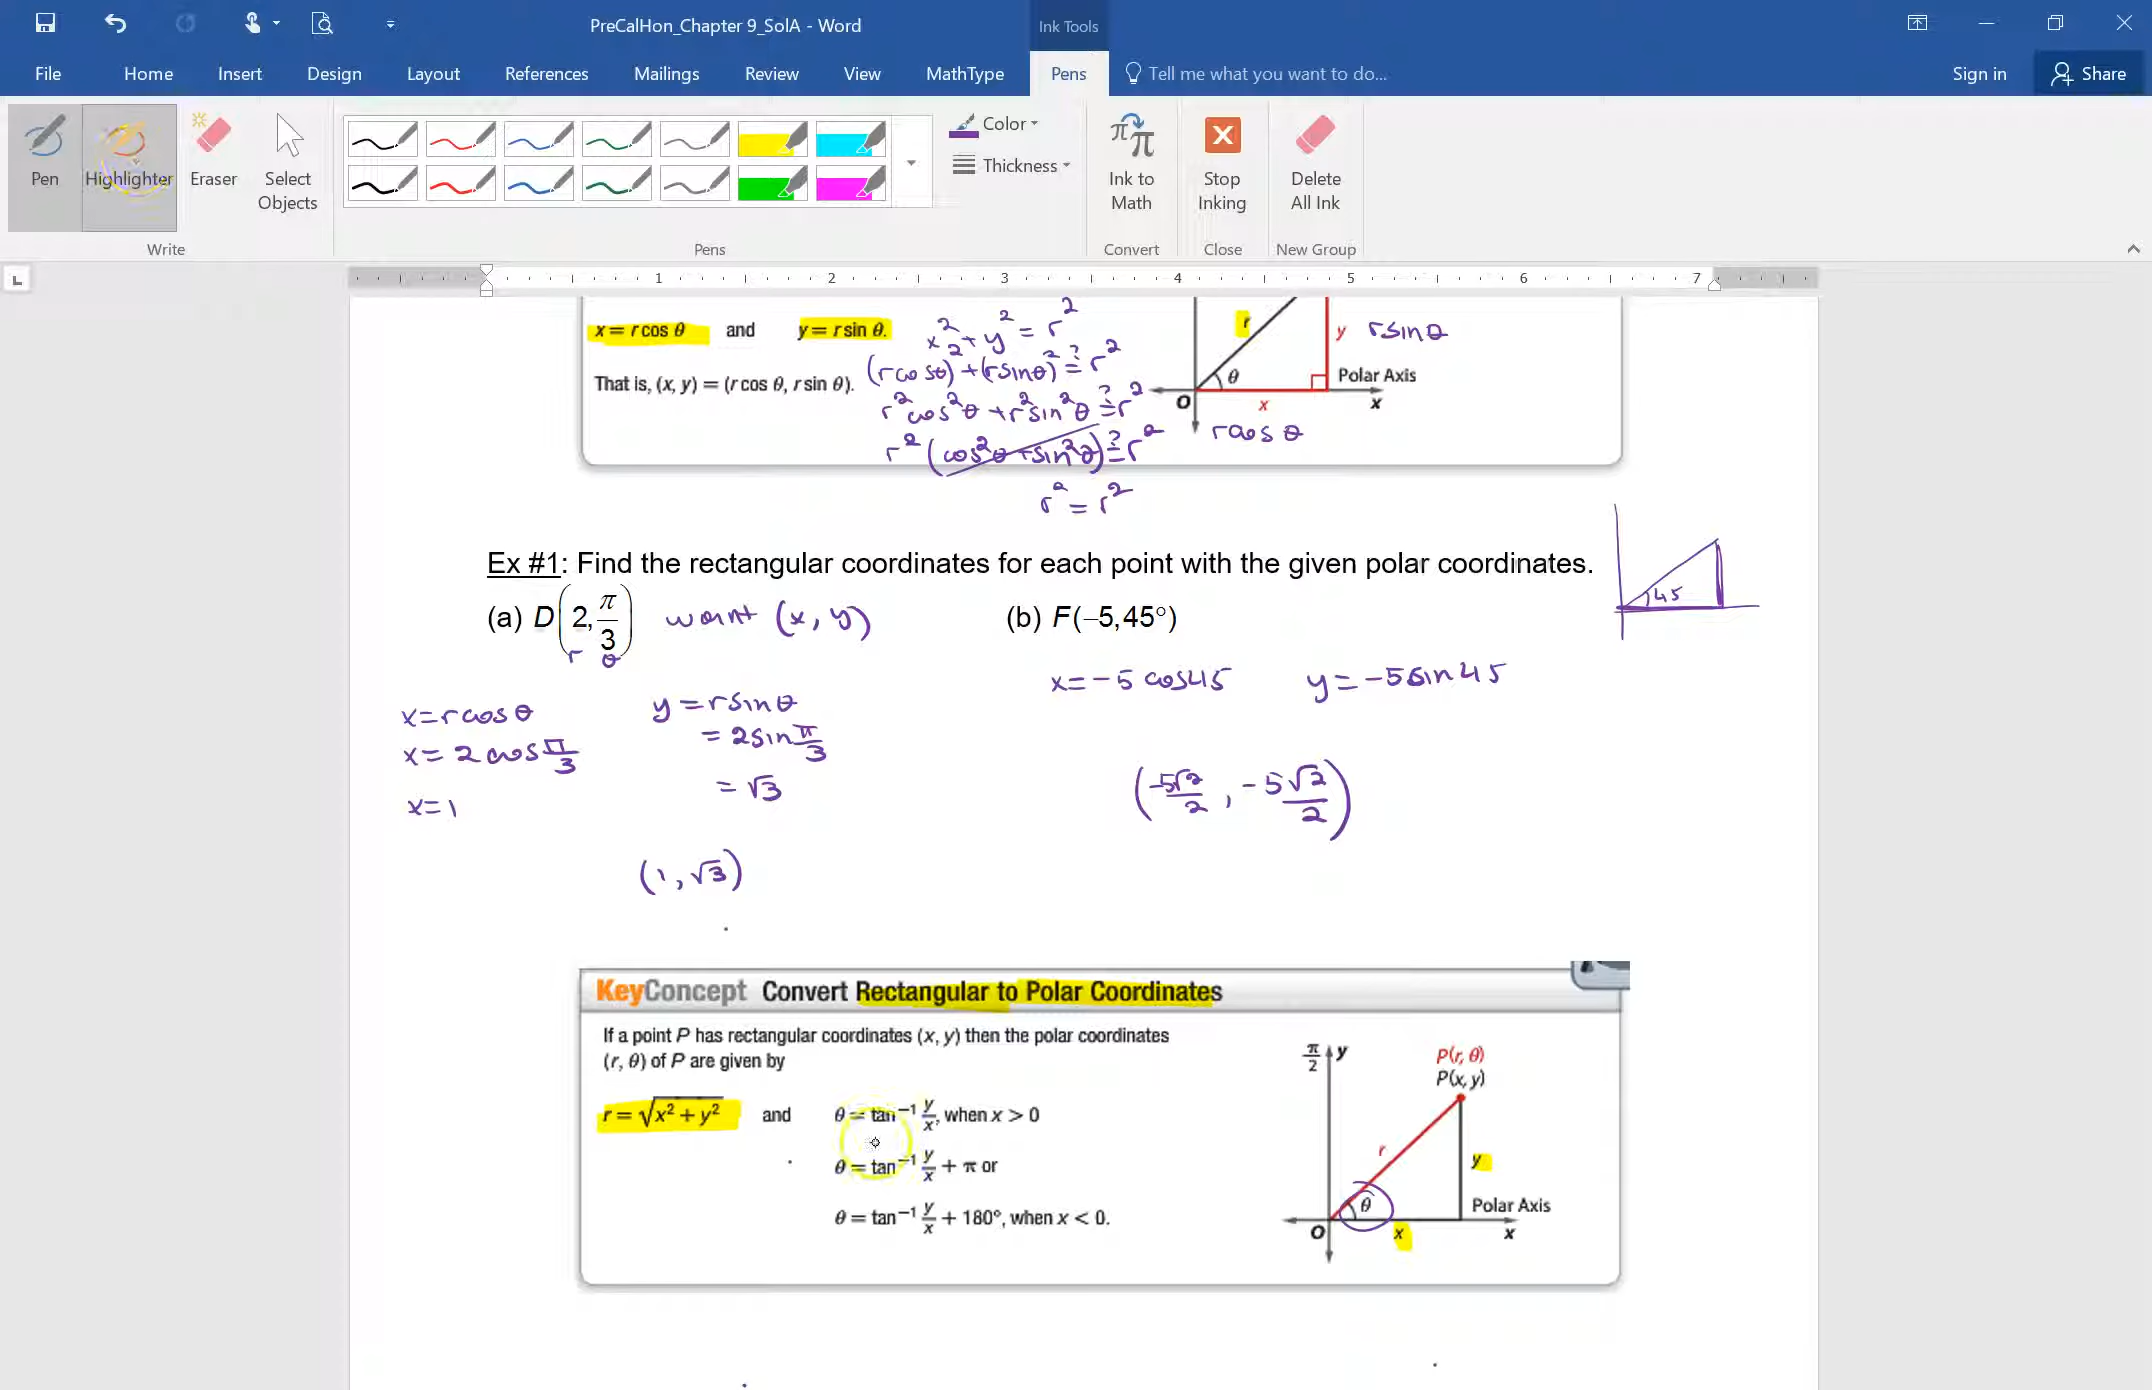 PreCalHon_Chapter 9_SolA - Word
Ink Tools
File Home Insert Design Layout References Mailings Review View MathType Pens Tell me what you want to do... Sign in Share
Pen Highlighter Eraser Select Objects
Color
Thickness
Ink to Math
Stop Inking
Delete All Ink
Write Pens Convert Close New Group
L 1 2 3 4 5 6 7
x = r cos θ and y = r sin θ.
x² + y² = r²
r
y r sin θ
That is, (x, y) = (r cos θ, r sin θ).
(r cos θ)² + (r sin θ)² ≟ r²
θ
Polar Axis
r² cos² θ + r² sin² θ ≟ r²
O x x
r² (cos² θ + sin² θ) ≟ r²
r cos θ
r² = r²
Ex #1: Find the rectangular coordinates for each point with the given polar coordinates.
45
(a) D(2, π/3) want (x, y) (b) F(−5, 45°)
r θ
x = -5 cos 45 y = -5 sin 45
x = r cos θ y = r sin θ
x = 2 cos π/3 = 2 sin π/3
x = 1 = √3
(-5√2/2, -5√2/2)
(1, √3)
KeyConcept Convert Rectangular to Polar Coordinates
If a point P has rectangular coordinates (x, y) then the polar coordinates
(r, θ) of P are given by
π/2 y P(r, θ)
P(x, y)
r = √x² + y² and θ = tan⁻¹ y/x, when x > 0
θ = tan⁻¹ y/x + π or
r y
θ = tan⁻¹ y/x + 180°, when x < 0.
θ Polar Axis
O x x